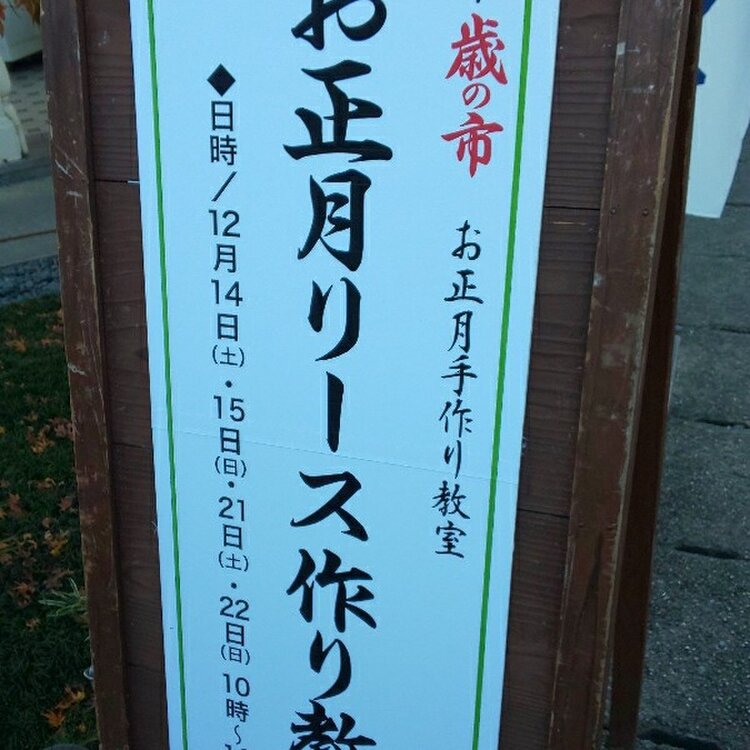 歳の市
お正月手作り教室
お正月リース作り教
◆日時/12月14日(土)・15日(日)・21日(土)・22日(日)10時〜